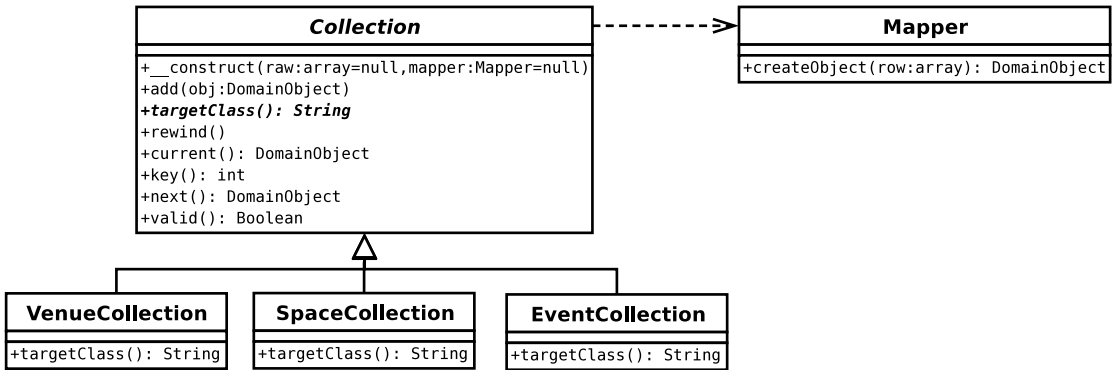 Collection
+__construct(raw:array=null,mapper:Mapper=null)
+add(obj:DomainObject)
+targetClass(): String
+rewind()
+current(): DomainObject
+key(): int
+next(): DomainObject
+valid(): Boolean
Mapper
+createObject(row:array): DomainObject
VenueCollection
+targetClass(): String
SpaceCollection
+targetClass(): String
EventCollection
+targetClass(): String